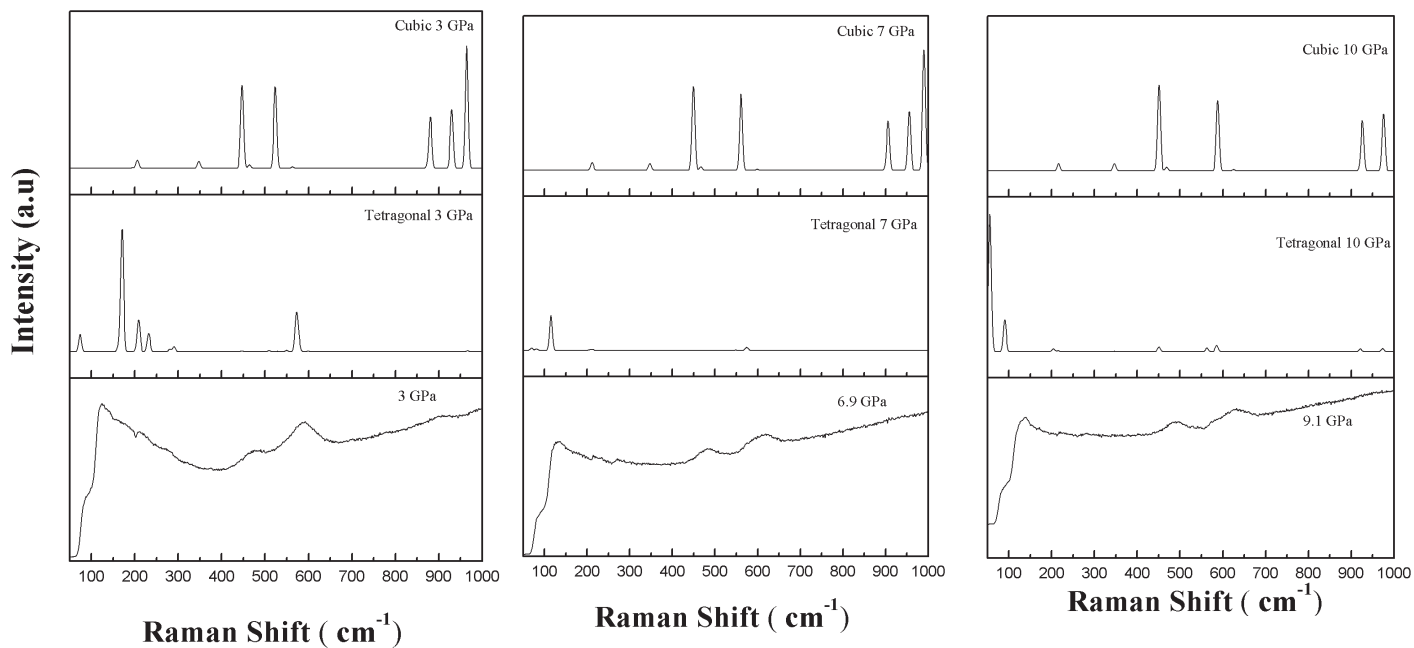 Intensity (a.u)
Cubic 3 GPa
Tetragonal 3 GPa
3 GPa
100 200 300 400 500 600 700 800 900 1000
Raman Shift ( cm-1)
Cubic 7 GPa
Tetragonal 7 GPa
6.9 GPa
100 200 300 400 500 600 700 800 900 1000
Raman Shift ( cm-1)
Cubic 10 GPa
Tetragonal 10 GPa
9.1 GPa
100 200 300 400 500 600 700 800 900 1000
Raman Shift ( cm-1)